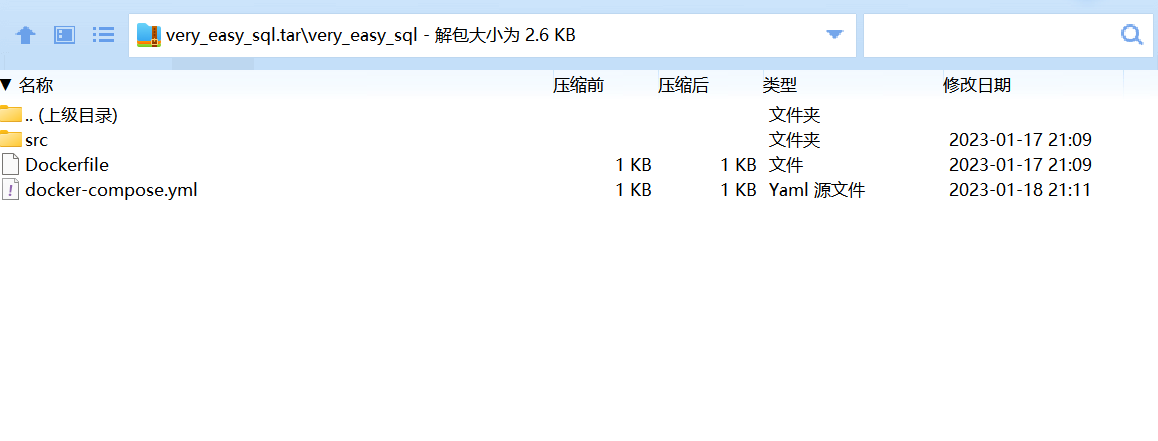 very_easy_sql.tar\very_easy_sql - 解包大小为 2.6 KB
名称 压缩前 压缩后 类型 修改日期
.. (上级目录) 文件夹
src 文件夹 2023-01-17 21:09
Dockerfile 1 KB 1 KB 文件 2023-01-17 21:09
docker-compose.yml 1 KB 1 KB Yaml 源文件 2023-01-18 21:11